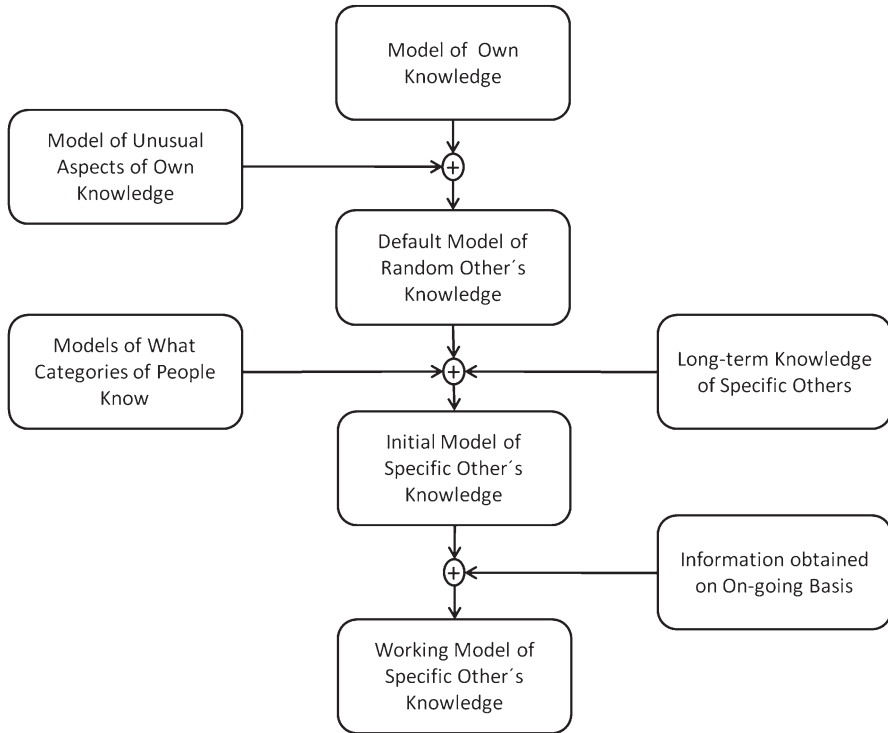 Model of Own
Knowledge
Model of Unusual
Aspects of Own
Knowledge
+
Default Model of
Random Other´s
Knowledge
Models of What
Categories of People
Know
+
Long-term Knowledge
of Specific Others
Initial Model of
Specific Other´s
Knowledge
+
Information obtained
on On-going Basis
Working Model of
Specific Other´s
Knowledge